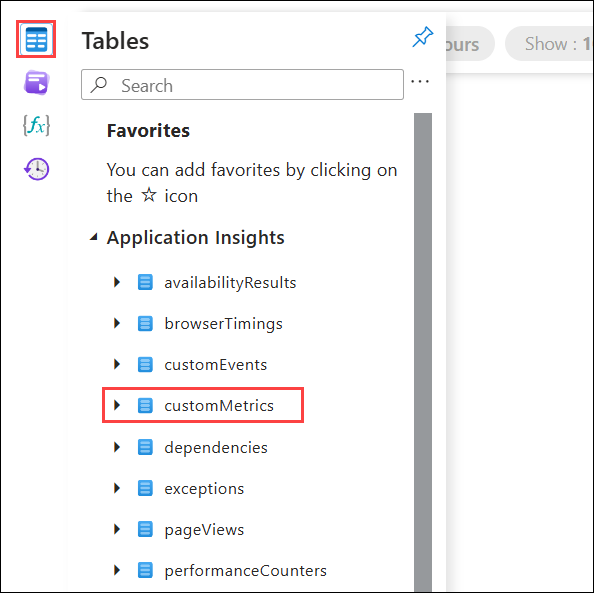 Tables
ours
Show : 1
Search
...
Favorites
You can add favorites by clicking on
the ☆ icon
Application Insights
availabilityResults
browserTimings
customEvents
customMetrics
dependencies
exceptions
pageViews
performanceCounters
{fx}